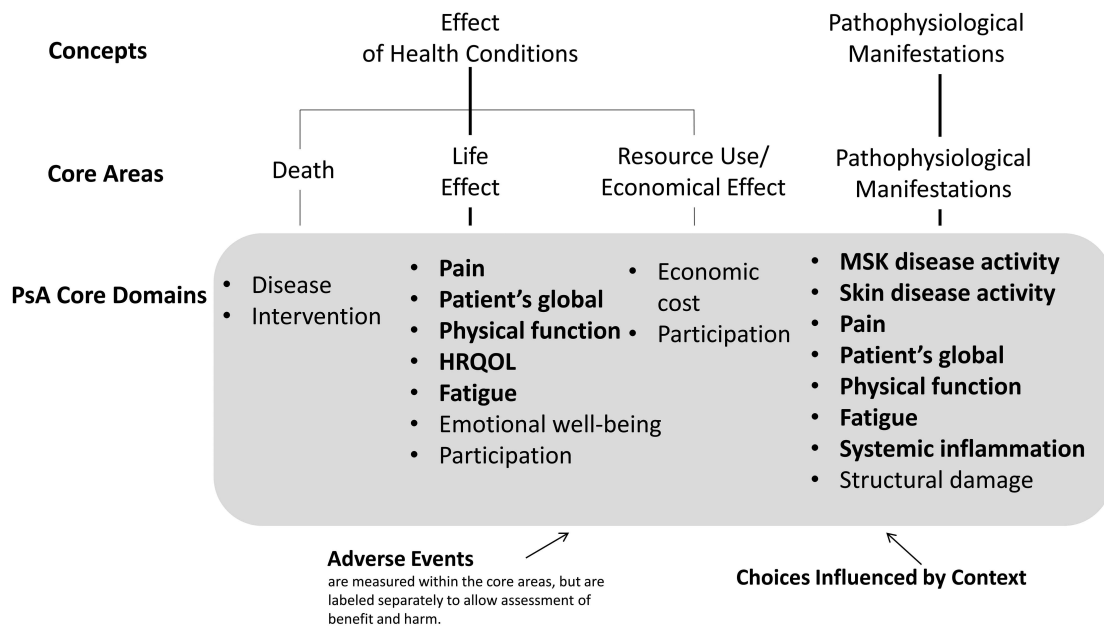 Concepts
Effect
of Health Conditions
Pathophysiological
Manifestations
Core Areas
Death
Life
Effect
Resource Use/
Economical Effect
Pathophysiological
Manifestations
PsA Core Domains
• Disease
• Intervention
• Pain
• Patient’s global
• Physical function
• HRQOL
• Fatigue
• Emotional well-being
• Participation
• Economic
cost
• Participation
• MSK disease activity
• Skin disease activity
• Pain
• Patient’s global
• Physical function
• Fatigue
• Systemic inflammation
• Structural damage
Adverse Events
are measured within the core areas, but are
labeled separately to allow assessment of
benefit and harm.
Choices Influenced by Context